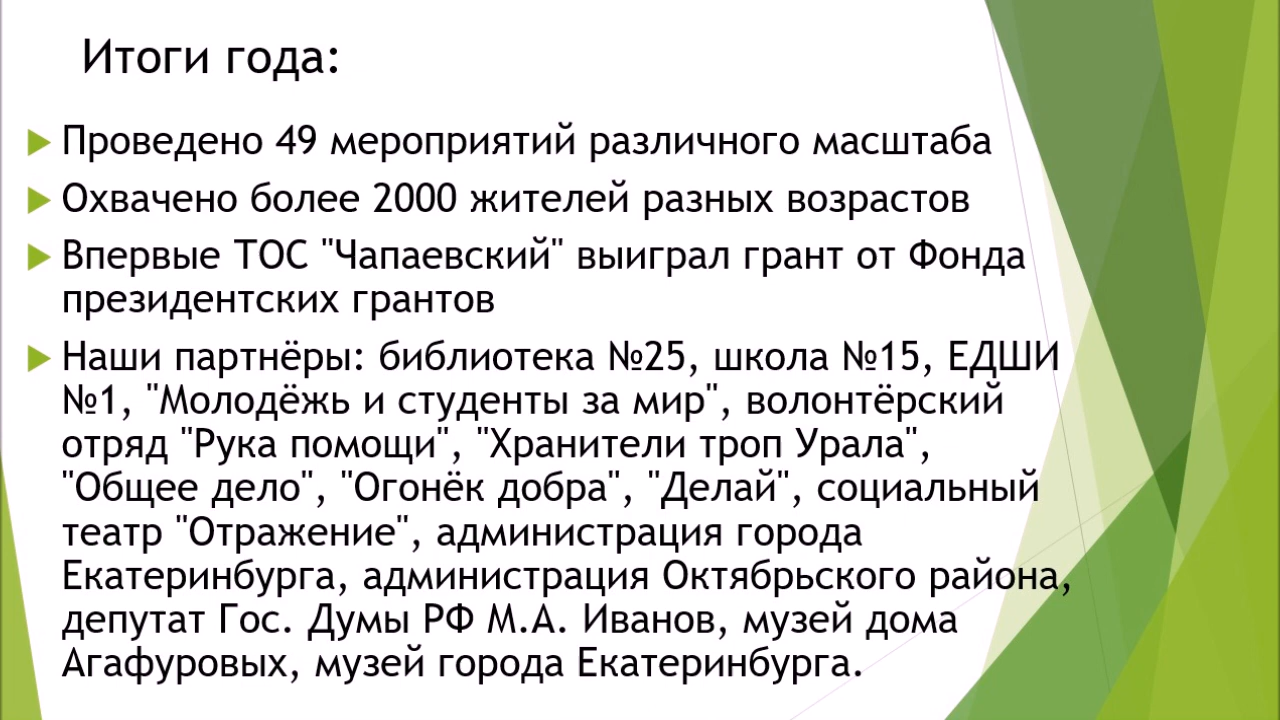 Итоги года:
Проведено 49 мероприятий различного масштаба
Охвачено более 2000 жителей разных возрастов
Впервые ТОС "Чапаевский" выиграл грант от Фонда
президентских грантов
Наши партнёры: библиотека №25, школа №15, ЕДШИ
№1, "Молодёжь и студенты за мир", волонтёрский
отряд "Рука помощи", "Хранители троп Урала",
"Общее дело", "Огонёк добра", "Делай", социальный
театр "Отражение", администрация города
Екатеринбурга, администрация Октябрьского района,
депутат Гос. Думы РФ М.А. Иванов, музей дома
Агафуровых, музей города Екатеринбурга.